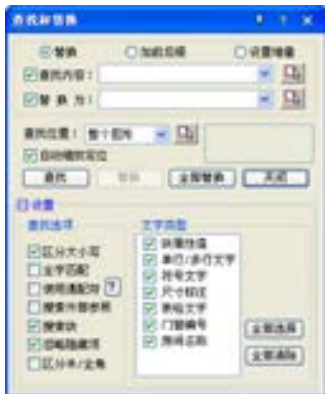 查找和替换
替换 加前后缀 设置增量
查找内容：
替 换 为：
查找位置： 整个图形
自动缩放定位
查找 替换 全部替换 关闭
设置
查找选项 文字类型
区分大小写
全字匹配
使用通配符 ?
搜索外部参照
搜索块
忽略隐藏项
区分半/全角
块属性值
单行/多行文字
符号文字
尺寸标注
表格文字
门窗编号
房间名称
全部选择
全部清除